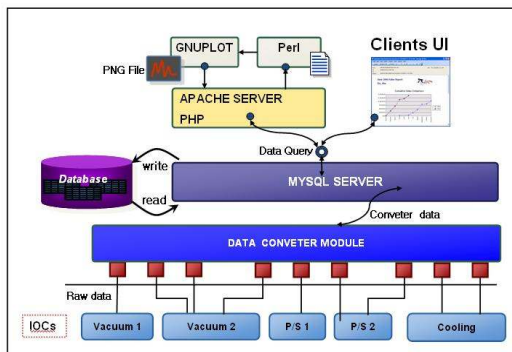 GNUPLOT
Perl
Clients UI
PNG File
APACHE SERVER
PHP
Data Query
write
Database
MYSQL SERVER
read
Conveter data
DATA CONVETER MODULE
Raw data
IOCs
Vacuum 1
Vacuum 2
P/S 1
P/S 2
Cooling